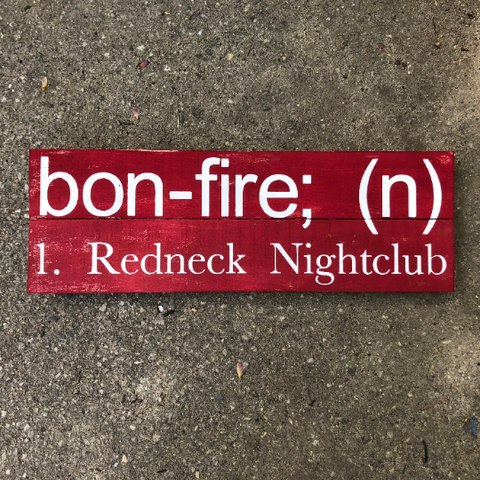 bon-fire; (n)
1. Redneck Nightclub